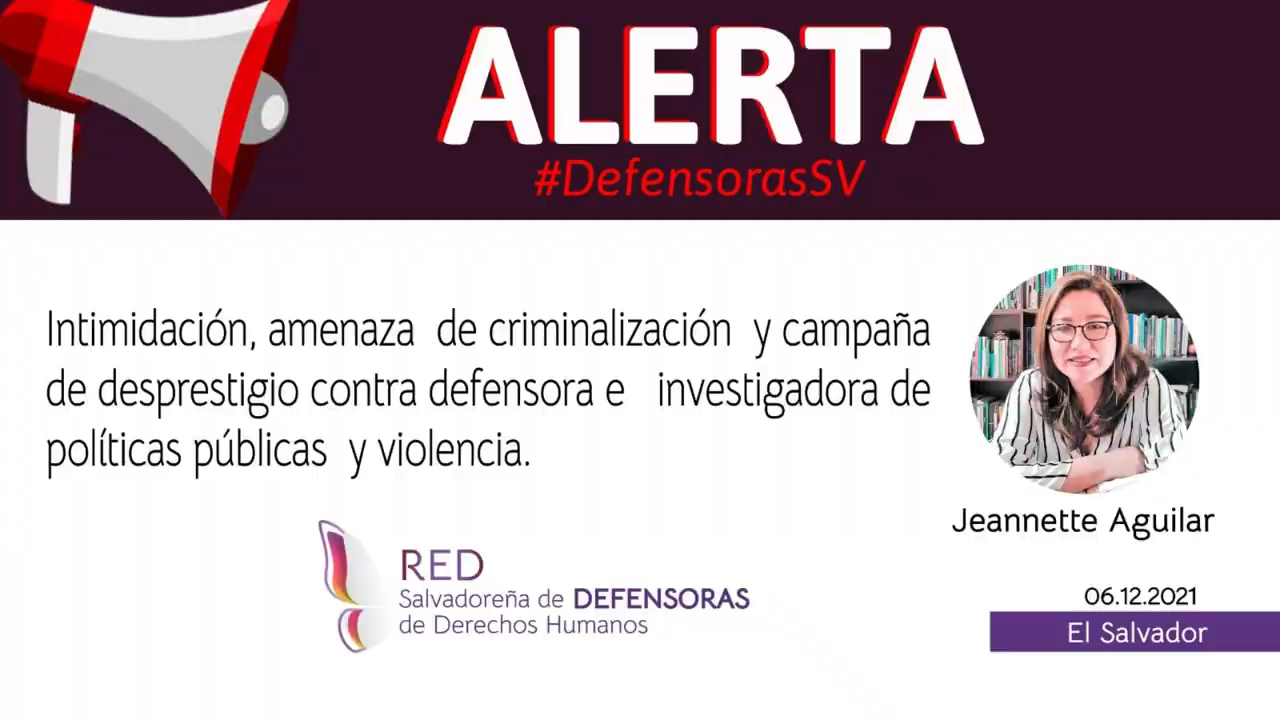 ALERTA
#DefensorasSV
Intimidación, amenaza de criminalización y campaña
de desprestigio contra defensora e investigadora de
políticas públicas y violencia.
Jeannette Aguilar
RED
Salvadoreña de DEFENSORAS
de Derechos Humanos
06.12.2021
El Salvador